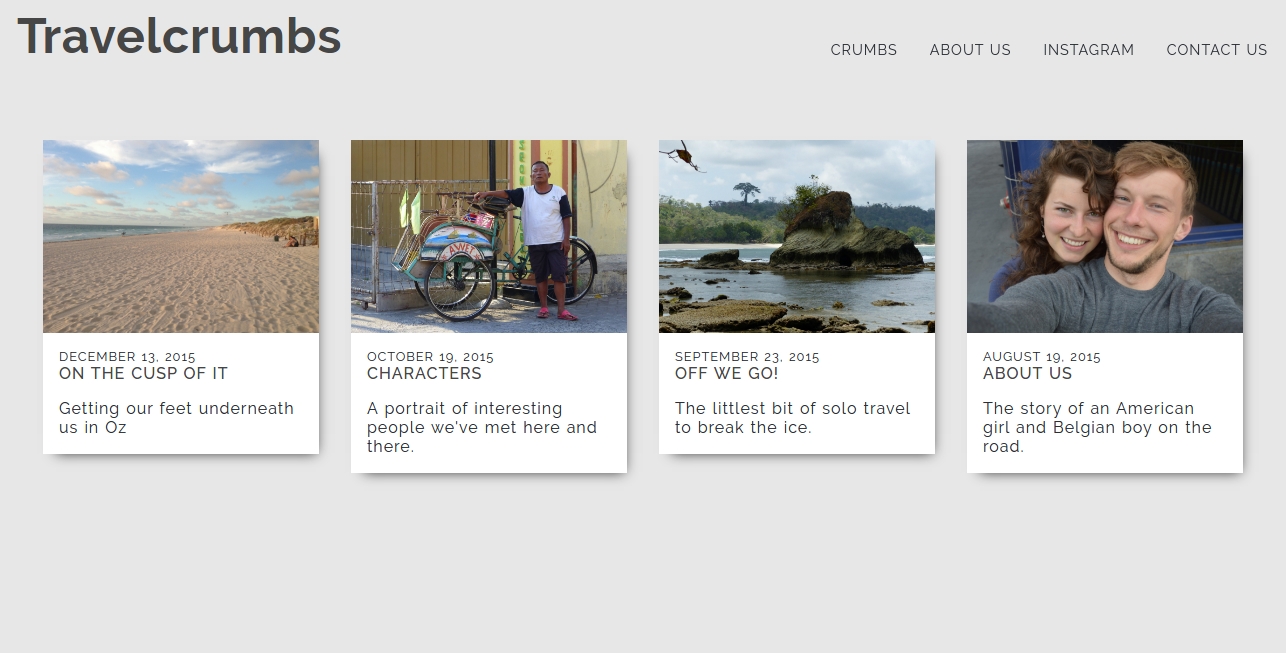 Travelcrumbs
CRUMBS ABOUT US INSTAGRAM CONTACT US
AWET
DECEMBER 13, 2015
ON THE CUSP OF IT
Getting our feet underneath
us in Oz
OCTOBER 19, 2015
CHARACTERS
A portrait of interesting
people we've met here and
there.
SEPTEMBER 23, 2015
OFF WE GO!
The littlest bit of solo travel
to break the ice.
AUGUST 19, 2015
ABOUT US
The story of an American
girl and Belgian boy on the
road.